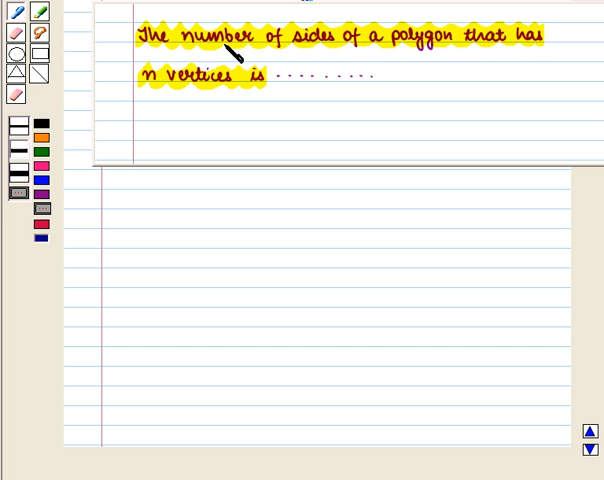 The number of sides of a polygon that has
n vertices is .........